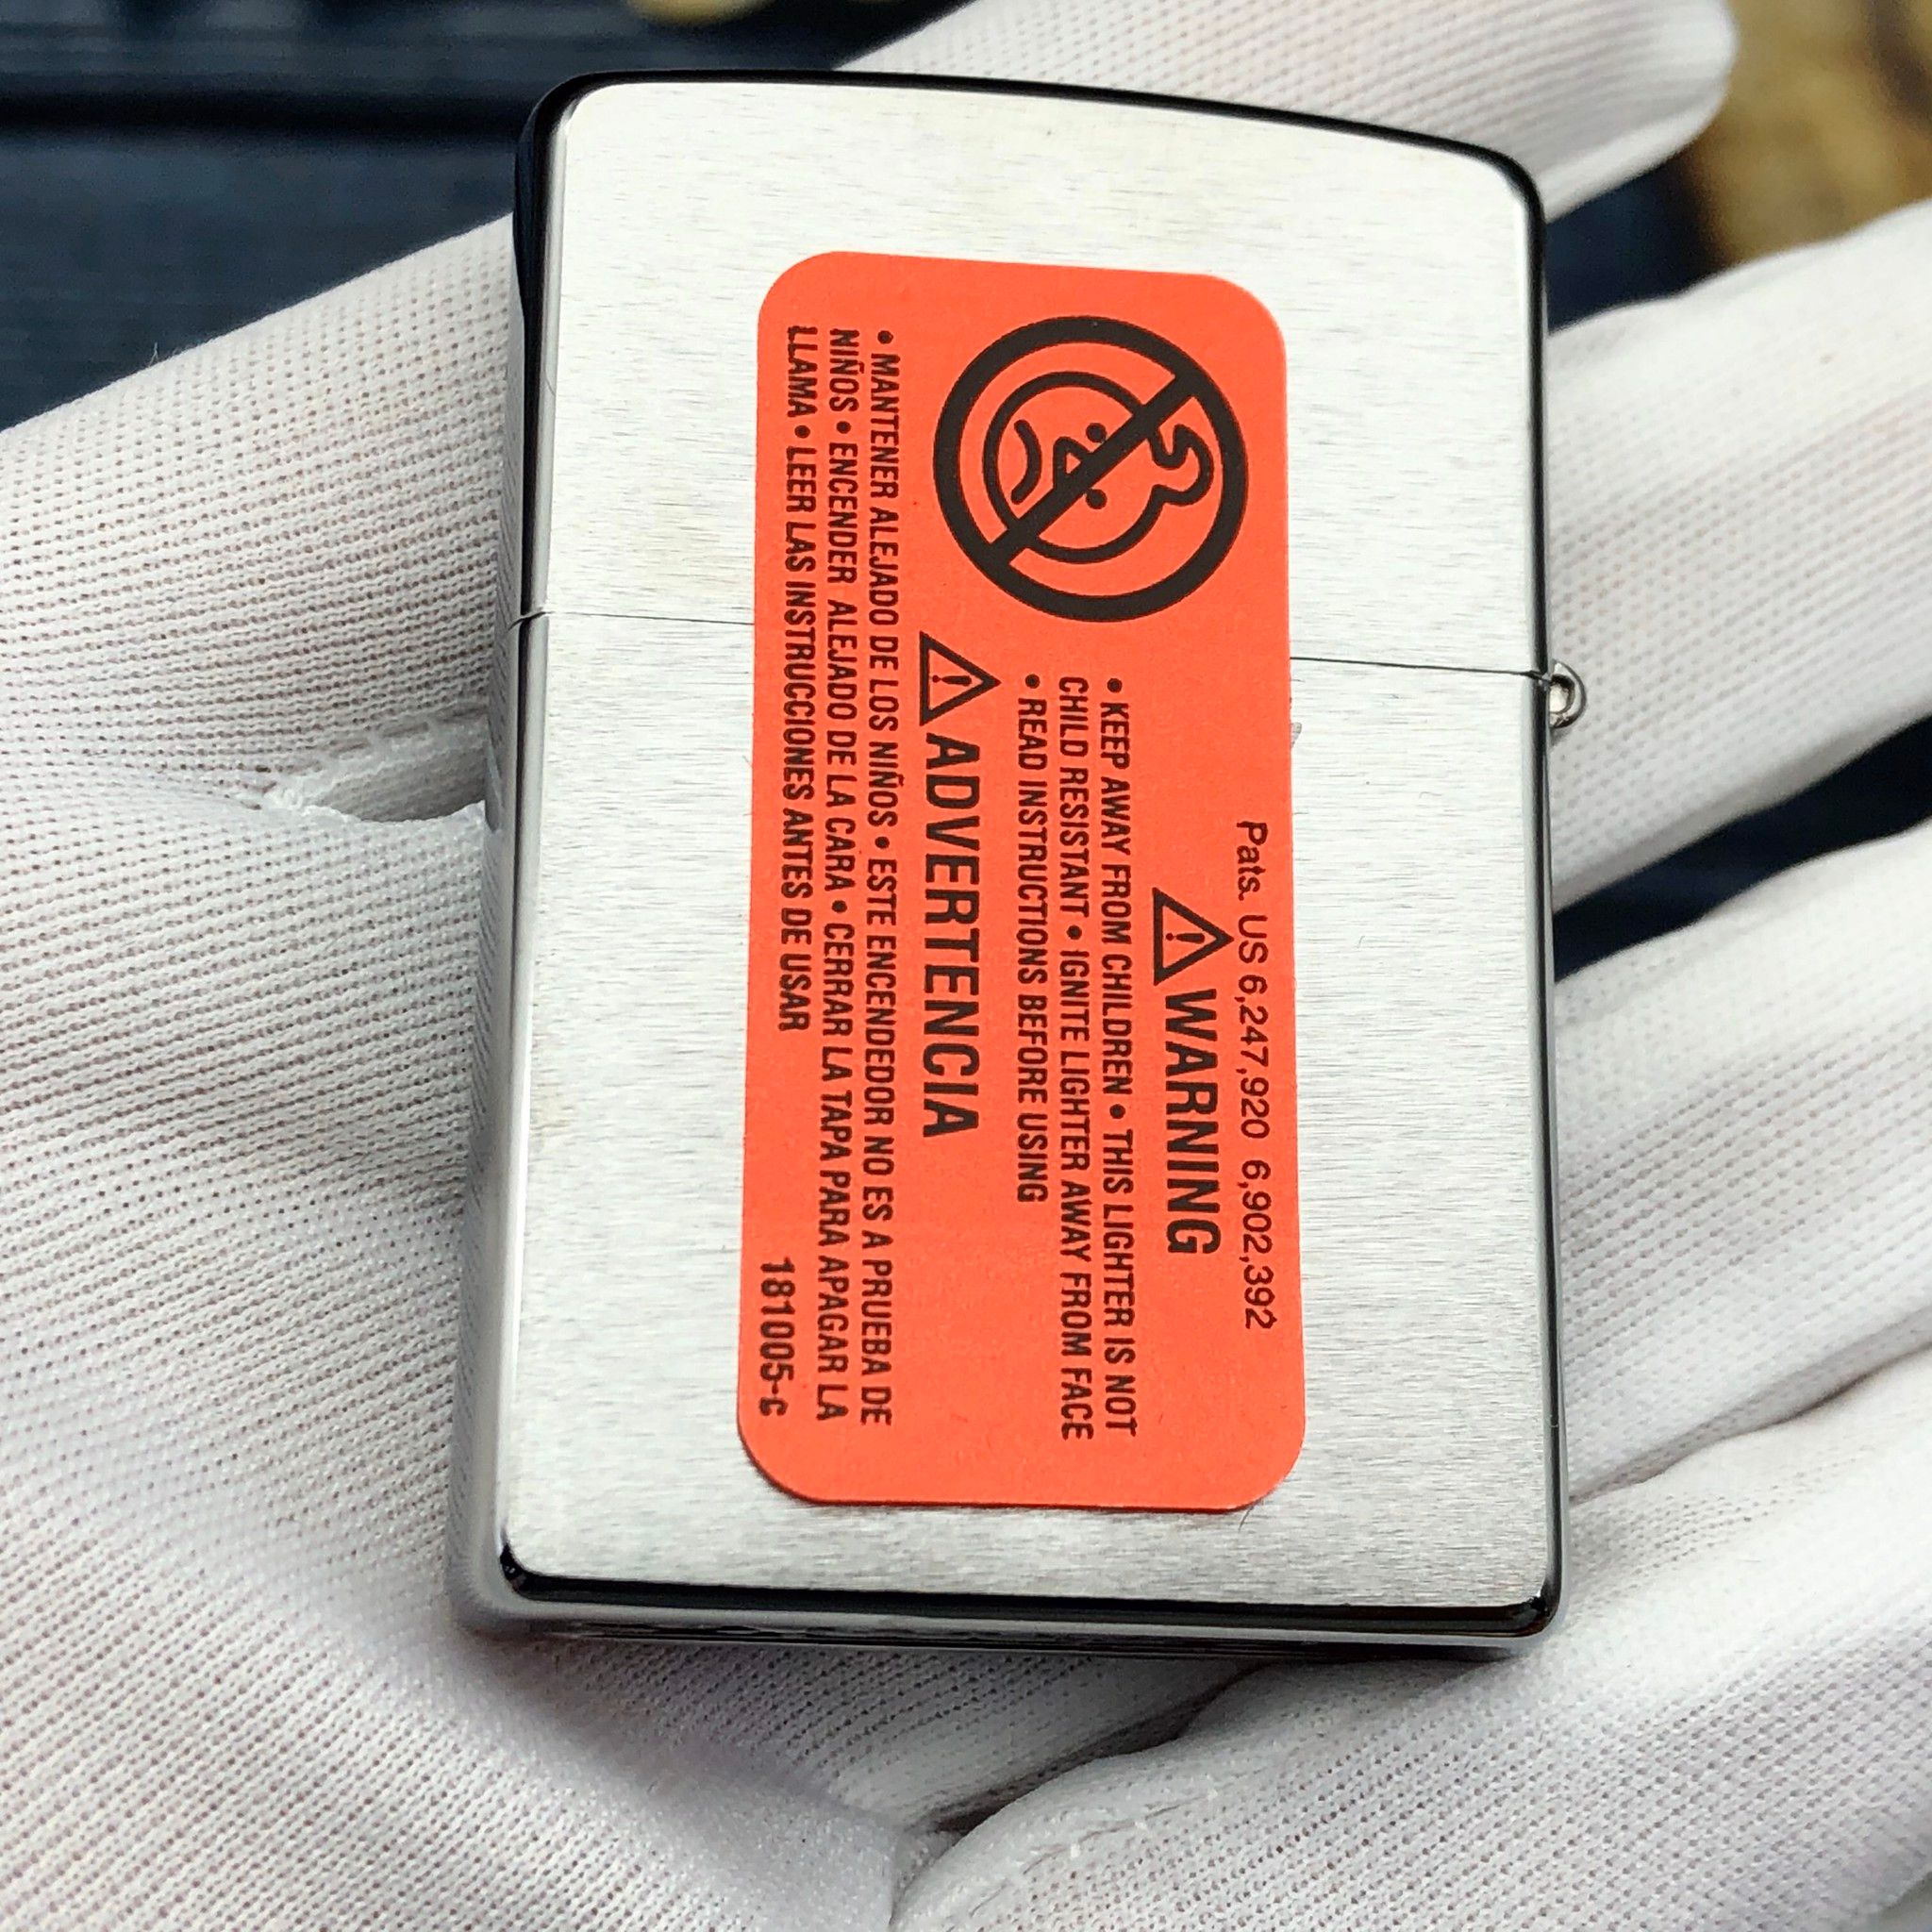 Pats. US 6,247,920 6,902,392
WARNING
• KEEP AWAY FROM CHILDREN • THIS LIGHTER IS NOT
CHILD RESISTANT • IGNITE LIGHTER AWAY FROM FACE
• READ INSTRUCTIONS BEFORE USING
ADVERTENCIA
• MANTENER ALEJADO DE LOS NIÑOS • ESTE ENCENDEDOR NO ES A PRUEBA DE
NIÑOS • ENCENDER ALEJADO DE LA CARA • CERRAR LA TAPA PARA APAGAR LA
LLAMA • LEER LAS INSTRUCCIONES ANTES DE USAR
181005-c